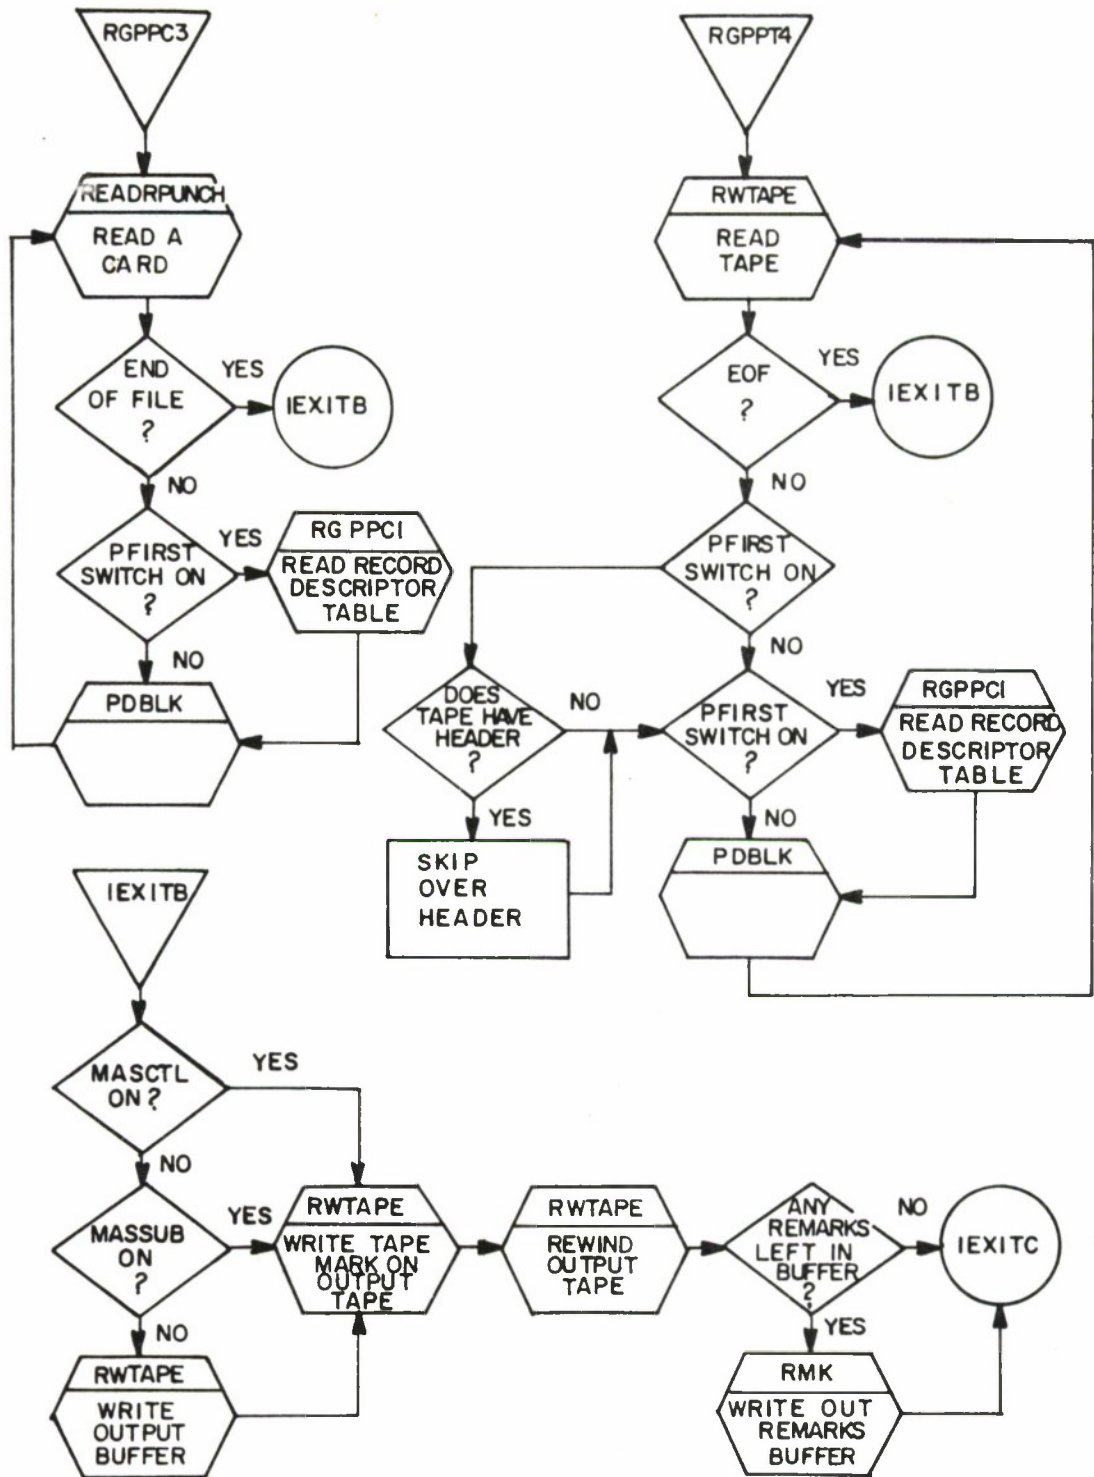 RGPPC3
READRPUNCH
READ A
CARD
END
OF FILE
?
YES
IEXITB
NO
PFIRST
SWITCH ON
?
YES
RGPPC1
READ RECORD
DESCRIPTOR
TABLE
NO
PDBLK
RGPPT4
RWTAPE
READ
TAPE
EOF
?
YES
IEXITB
NO
PFIRST
SWITCH ON
?
NO
DOES
TAPE HAVE
HEADER
?
NO
YES
SKIP
OVER
HEADER
PFIRST
SWITCH ON
?
YES
RGPPC1
READ RECORD
DESCRIPTOR
TABLE
NO
PDBLK
IEXITB
MASCTL
ON?
YES
NO
MASSUB
ON
?
YES
NO
RWTAPE
WRITE
OUTPUT
BUFFER
RWTAPE
WRITE TAPE
MARK ON
OUTPUT
TAPE
RWTAPE
REWIND
OUTPUT
TAPE
ANY
REMARKS
LEFT IN
BUFFER
?
NO
IEXITC
YES
RMK
WRITE OUT
REMARKS
BUFFER